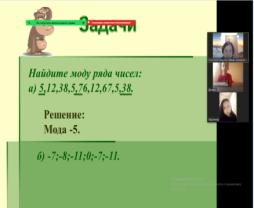 Задачи
Найдите моду ряда чисел:
а) 5,12,38,5,76,12,67,5,38.
Решение:
Мода -5.
б) -7;-8;-11;0;-7;-11.